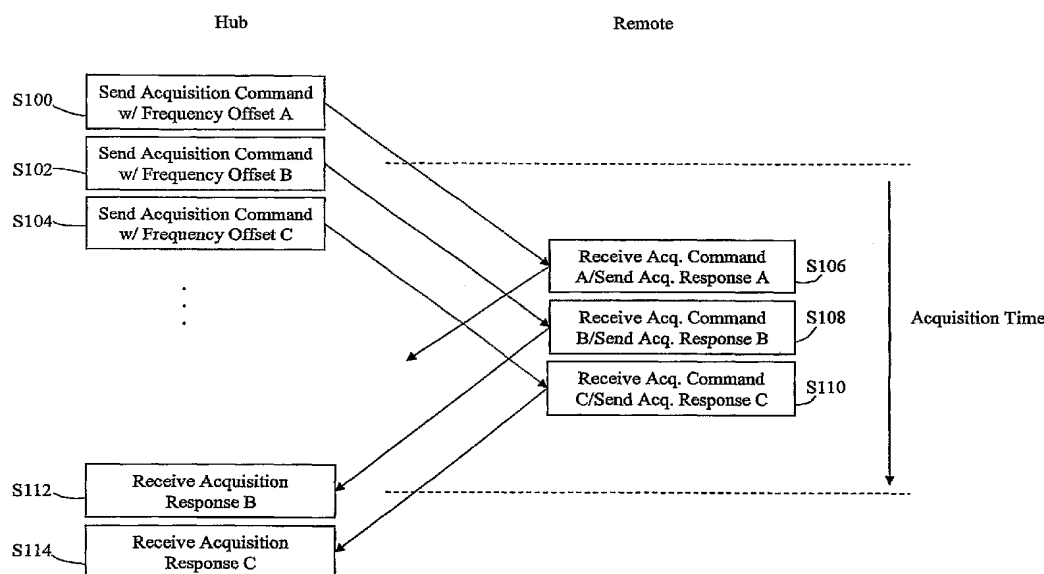 Hub
Remote
S100
Send Acquisition Command
w/ Frequency Offset A
S102
Send Acquisition Command
w/ Frequency Offset B
S104
Send Acquisition Command
w/ Frequency Offset C
Receive Acq. Command
A/Send Acq. Response A
S106
Receive Acq. Command
B/Send Acq. Response B
S108
Acquisition Time
Receive Acq. Command
C/Send Acq. Response C
S110
S112
Receive Acquisition
Response B
S114
Receive Acquisition
Response C